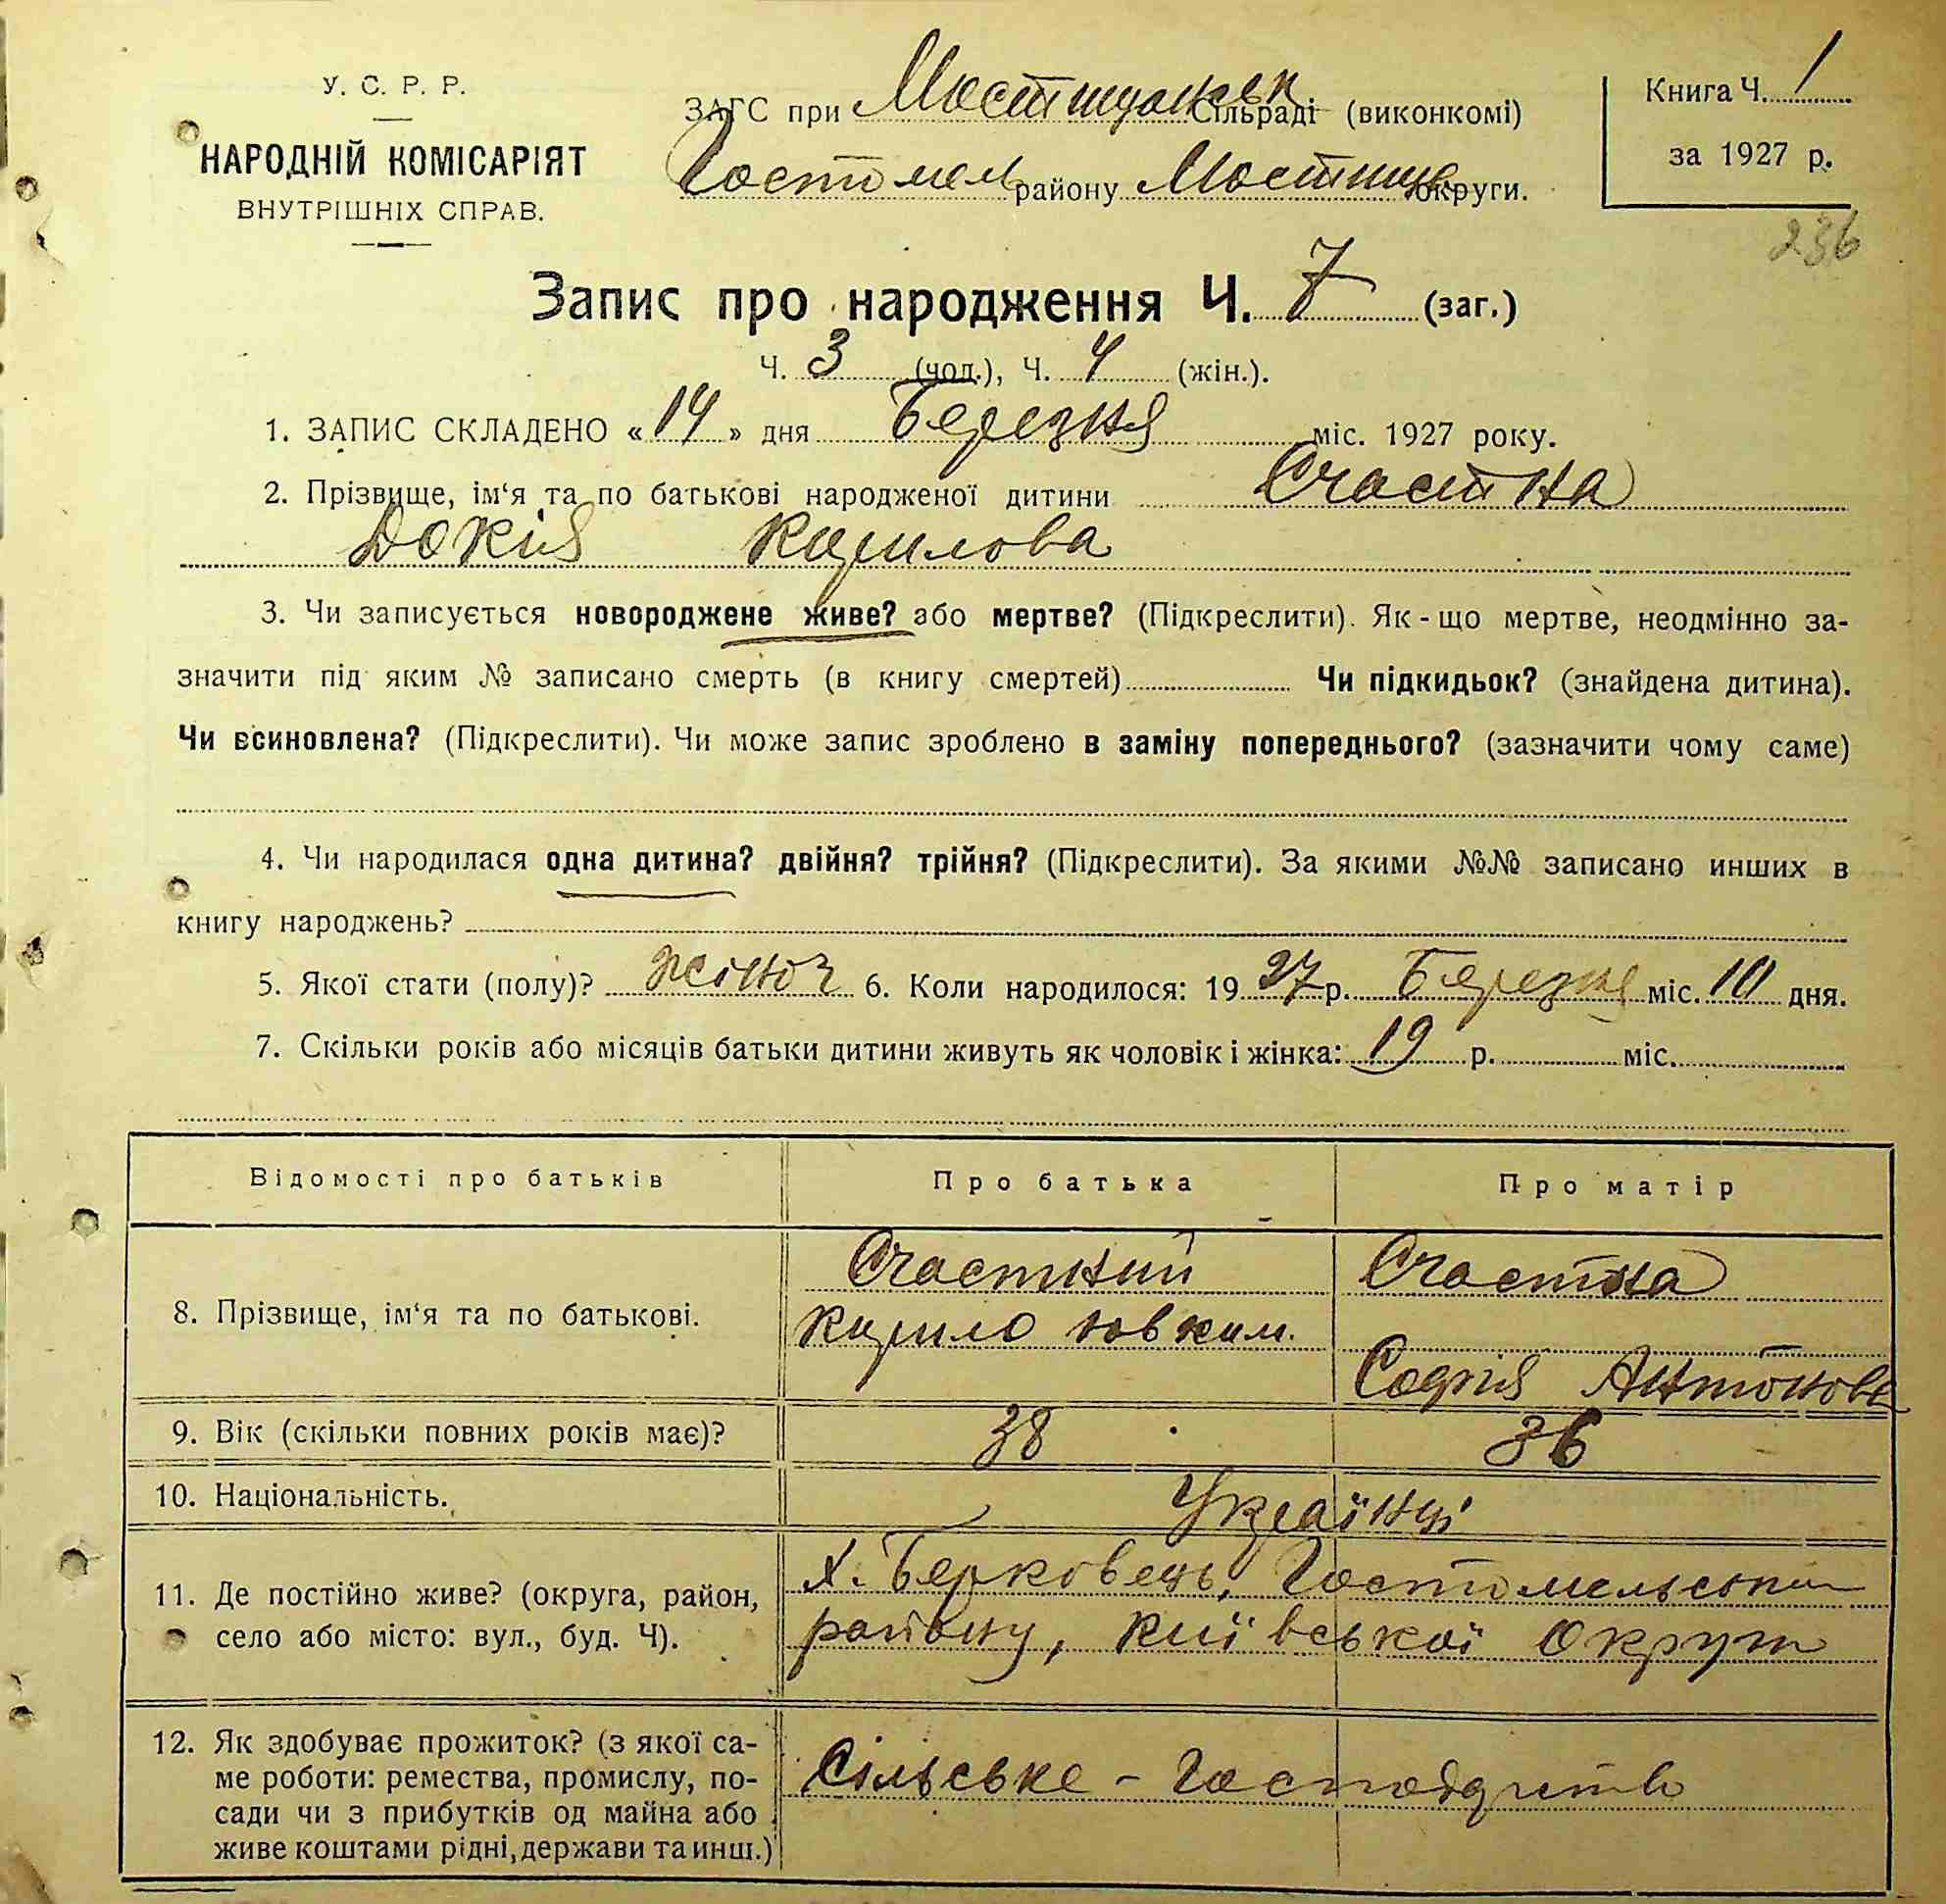 У. С. Р. Р.
НАРОДНІЙ КОМІСАРІЯТ
ВНУТРІШНІХ СПРАВ.
ЗАГС при Мостищанськ Сільраді (виконкомі)
Гостомель району Мостище округи.
Книга Ч. 1
за 1927 р.
236
Запис про народження Ч. 7 (заг.)
Ч. 3 (чол.), Ч. 4 (жін.).
1. ЗАПИС СКЛАДЕНО « 14 » дня Березня міс. 1927 року.
2. Прізвище, ім‘я та по батькові народженої дитини Счастна
Докія Кирилова
3. Чи записується новороджене живе? або мертве? (Підкреслити). Як-що мертве, неодмінно за-
значити під яким № записано смерть (в книгу смертей) Чи підкидьок? (знайдена дитина).
Чи всиновлена? (Підкреслити). Чи може запис зроблено в заміну попереднього? (зазначити чому саме)
4. Чи народилася одна дитина? двійня? трійня? (Підкреслити). За якими №№ записано инших в
книгу народжень?
5. Якої стати (полу)? жіноч 6. Коли народилося: 19 27 р. Березня міс. 10 дня.
7. Скільки років або місяців батьки дитини живуть як чоловік і жінка: 19 р. міс.
Відомості про батьків Про батька Про матір
8. Прізвище, ім‘я та по батькові.
Счастний
Кирило Ювхим.
Счастна
Софія Антонова
9. Вік (скільки повних років має)? 38 36
10. Національність. Українці
11. Де постійно живе? (округа, район,
село або місто: вул., буд. Ч).
х. Берковець, Гостомельськи
району, Київської Округи
12. Як здобуває прожиток? (з якої са-
ме роботи: ремества, промислу, по-
сади чи з прибутків од майна або
живе коштами рідні, держави та инш.)
Сільське-